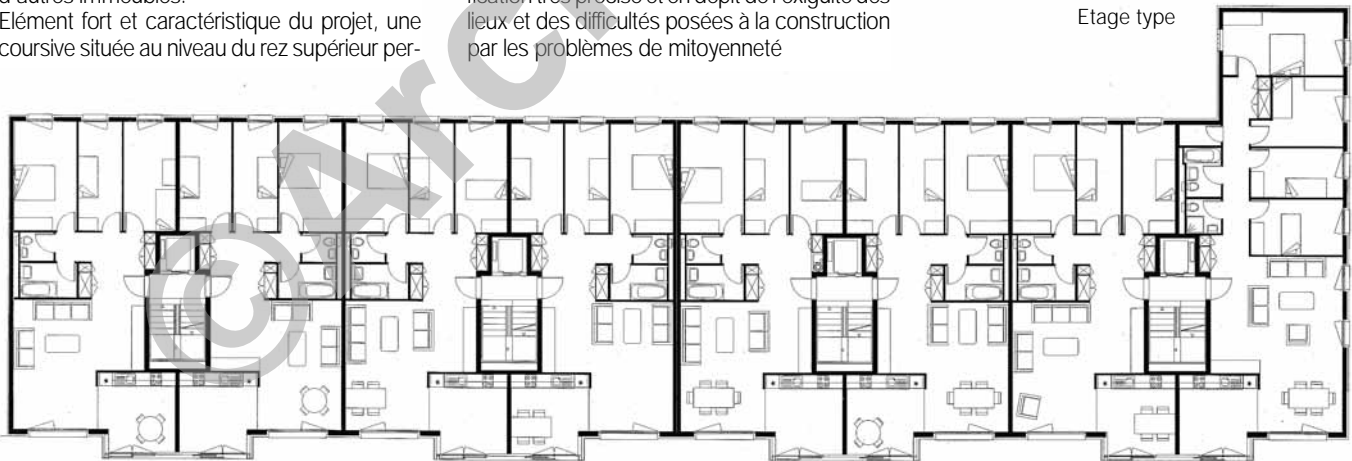 Elément fort et caractéristique du projet, une
coursive située au niveau du rez supérieur per-
fication très précise et en dépit de l'exiguïté des
lieux et des difficultés posées à la construction
par les problèmes de mitoyenneté
Etage type
©Arc